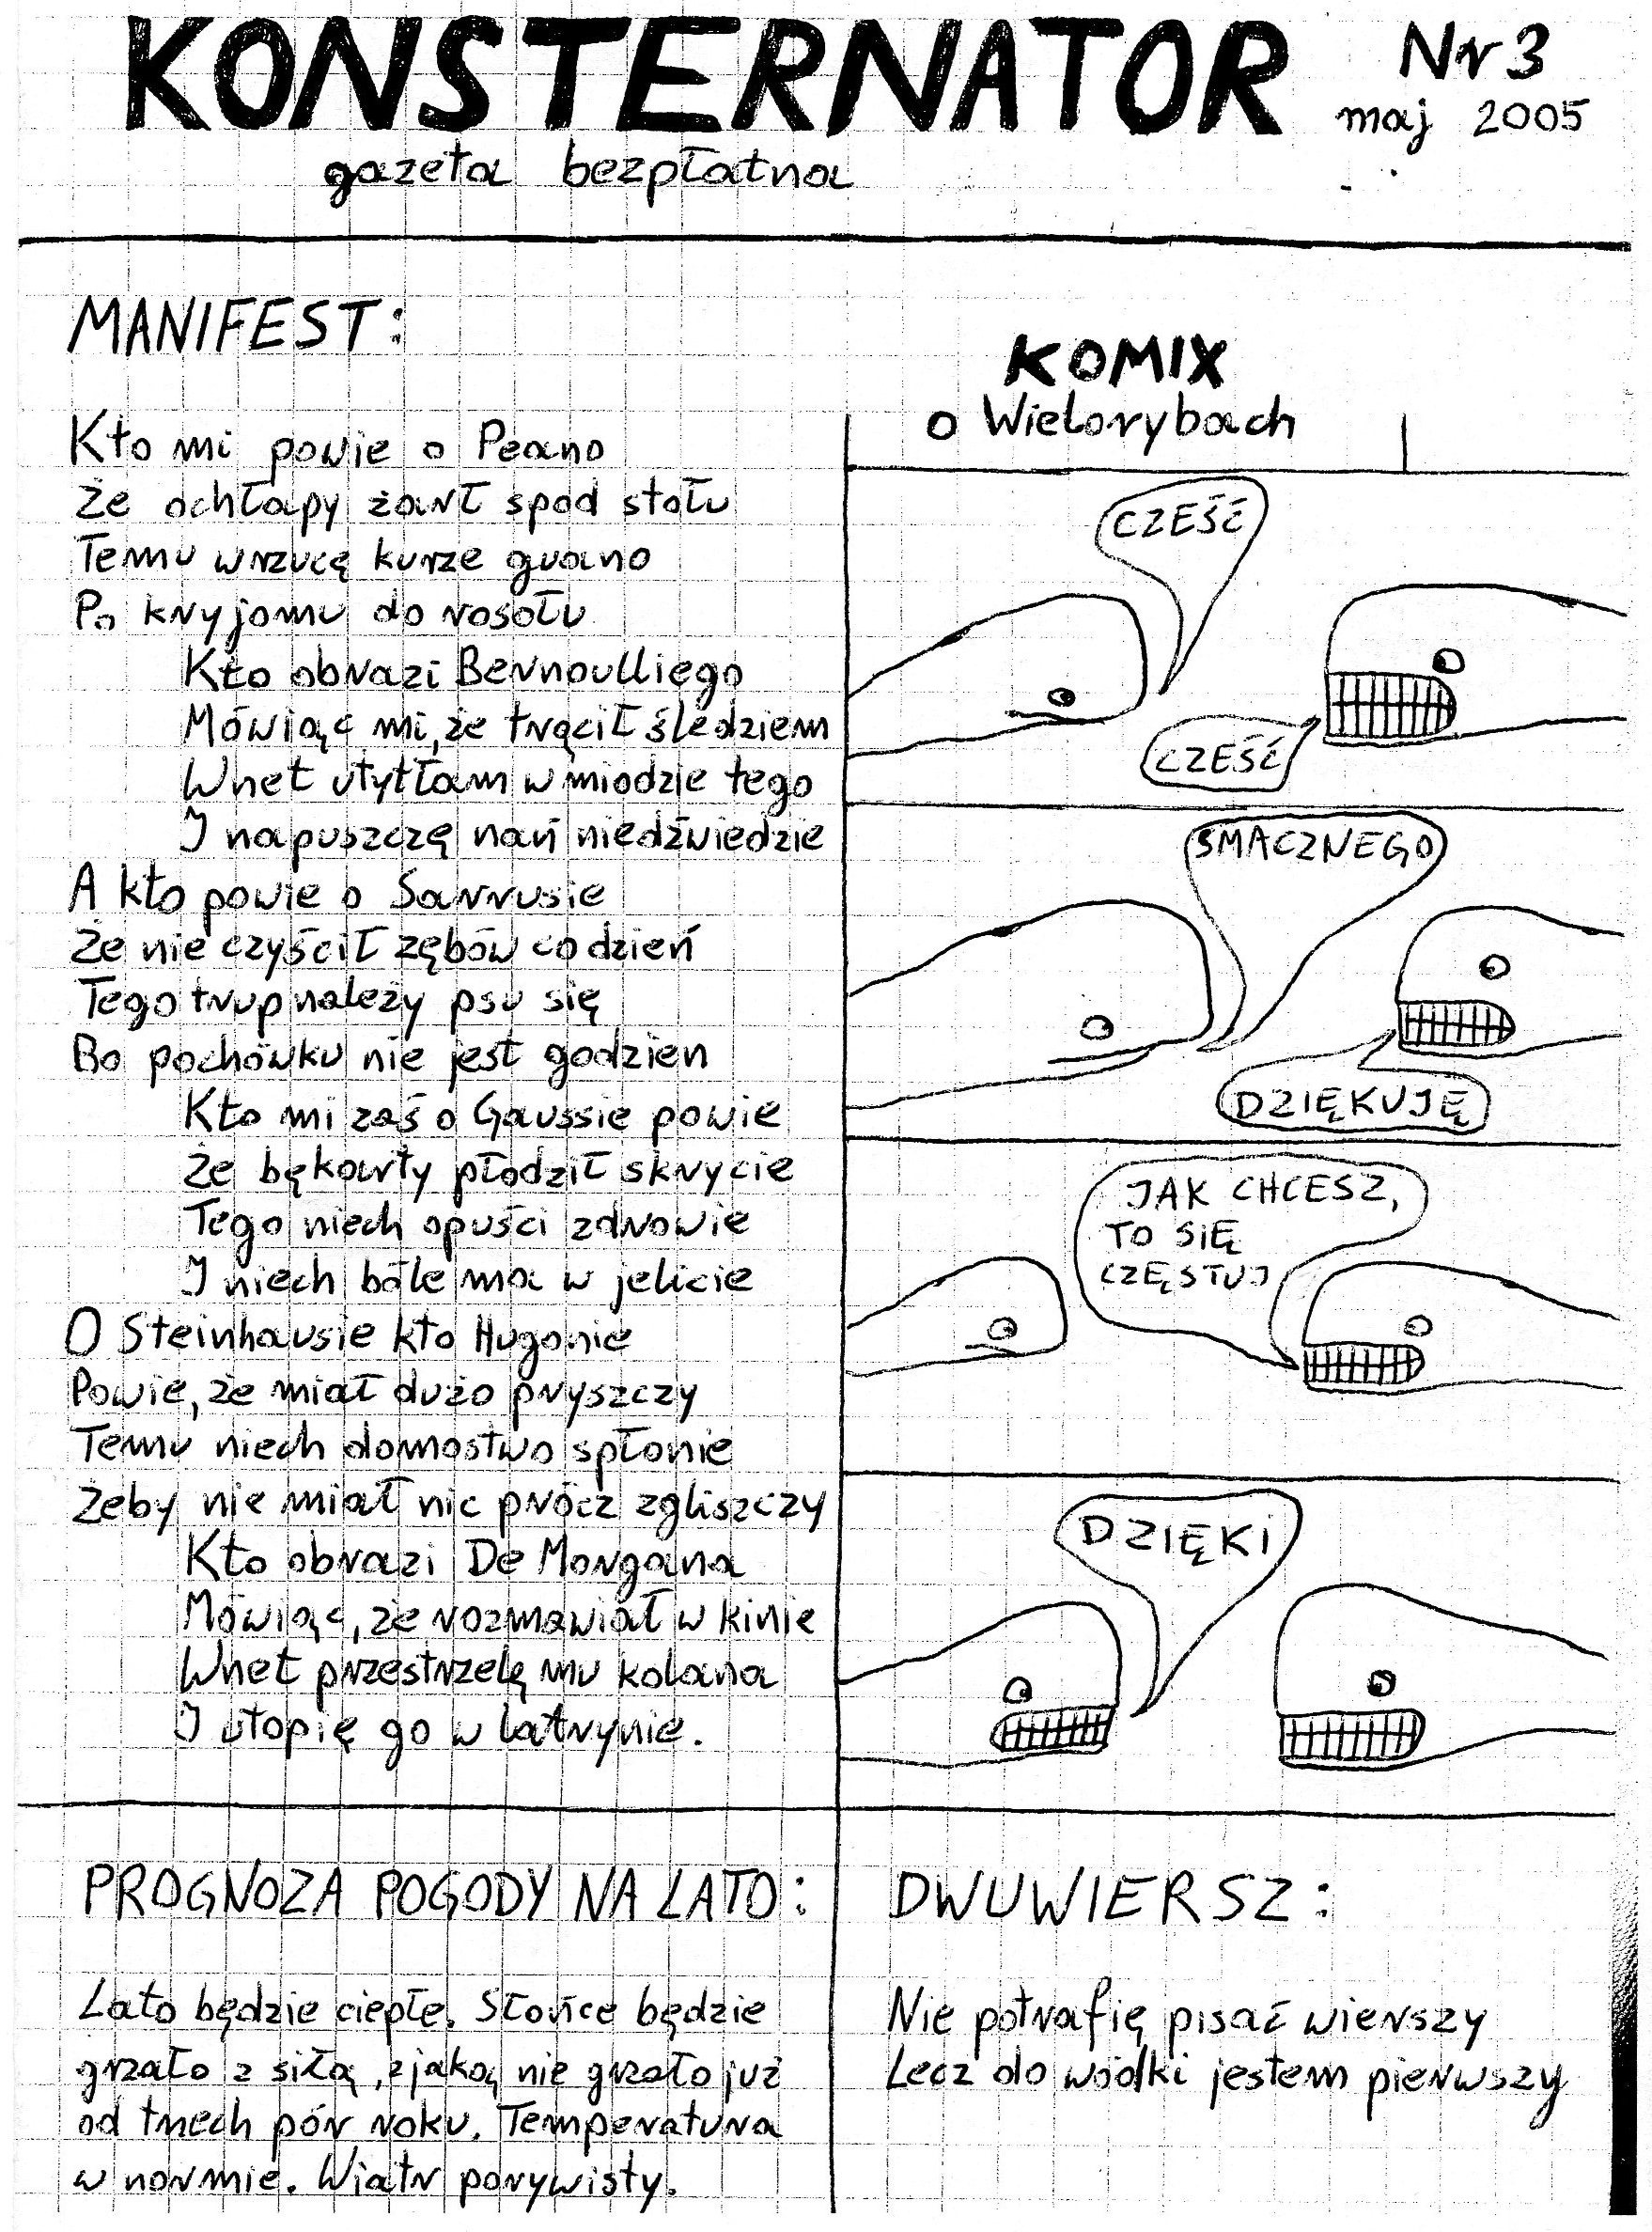 KONSTERNATOR
Nr 3
maj 2005
gazeta bezpłatna
MANIFEST:
Kto mi powie o Peano
Że ochłapy żarł spod stołu
Temu wrzucę kurze guano
Po kryjomu do rosołu
Kto obrazi Bernoulliego
Mówiąc mi, że trącił śledziem
Wnet utytłam w miodzie tego
I napuszczę nań niedźwiedzie
A kto powie o Sarrusie
Że nie czyścił zębów co dzień
Tego trup należy psu się
Bo pochówku nie jest godzien
Kto mi zaś o Gaussie powie
Że bękarty płodził skrycie
Tego niech opuści zdrowie
I niech bóle ma w jelicie
O Steinhausie kto Hugonie
Powie, że miał dużo pryszczy
Temu niech domostwo spłonie
Żeby nie miał nic prócz zgliszczy
Kto obrazi De Morgana
Mówiąc, że rozmawiał w kinie
Wnet przestrzelę mu kolana
I utopię go w latrynie.
KOMIX
o Wielorybach
CZEŚĆ
CZEŚĆ
SMACZNEGO
DZIĘKUJĘ
JAK CHCESZ,
TO SIĘ
CZĘSTUJ
DZIĘKI
PROGNOZA POGODY NA LATO:
Lato będzie ciepłe. Słońce będzie
grzało z siłą, z jaką nie grzało już
od trzech pór roku. Temperatura
w normie. Wiatr porywisty.
DWUWIERSZ:
Nie potrafię pisać wierszy
Lecz do wódki jestem pierwszy